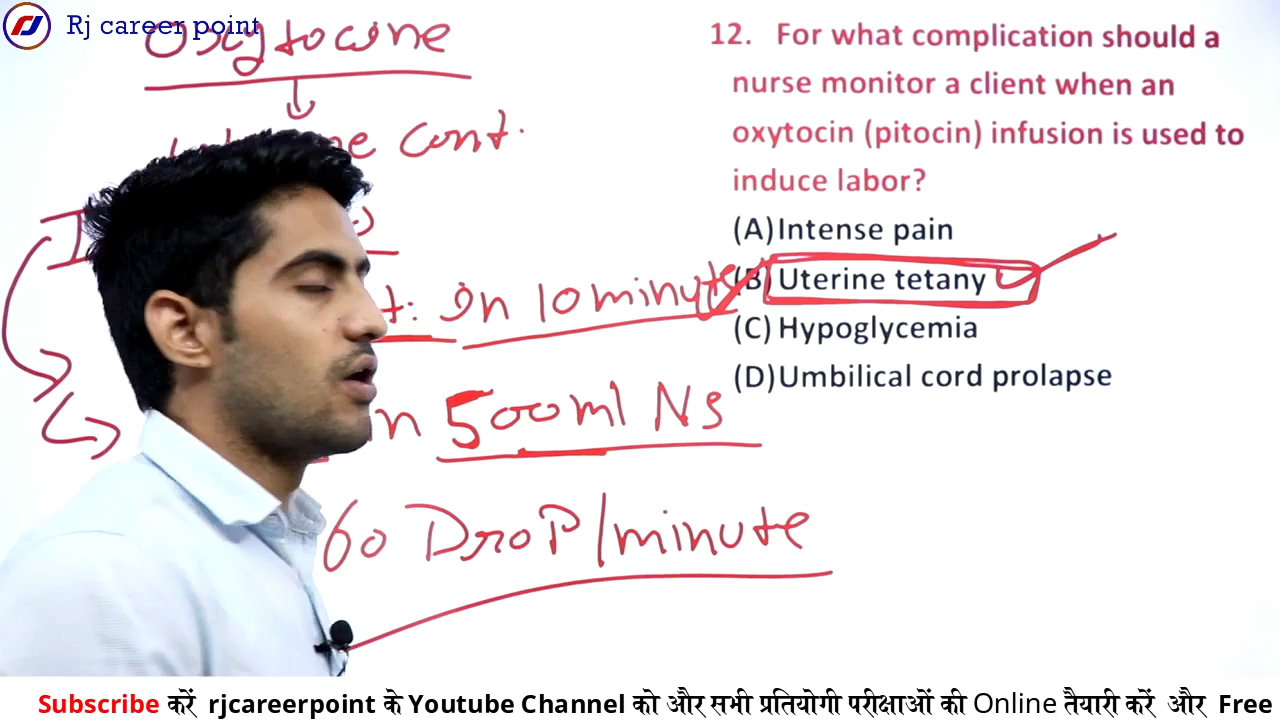 Rj career point
Oxytocine
cont.
in 10 minute
in 500ml Ns
60 Drop/minute
12. For what complication should a
nurse monitor a client when an
oxytocin (pitocin) infusion is used to
induce labor?
(A) Intense pain
(B) Uterine tetany
(C) Hypoglycemia
(D) Umbilical cord prolapse
Subscribe करें rjcareerpoint के Youtube Channel को और सभी प्रतियोगी परीक्षाओं की Online तैयारी करें और Free